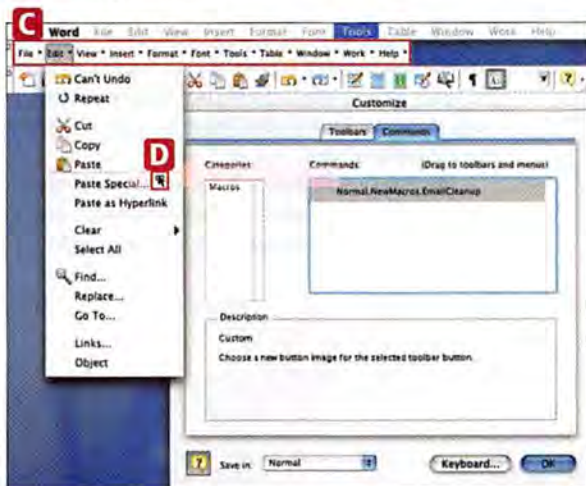 C
Word File Edit View Insert Format Font Tools Table Window Work Help
File Edit View Insert Format Font Tools Table Window Work Help
Can't Undo
Repeat
Cut
Copy
Paste
D
Paste Special...
Paste as Hyperlink
Clear
Select All
Find...
Replace...
Go To...
Links...
Object
Customize
Toolbars Commands
Categories: Commands: (Drag to toolbars and menus)
Macros
Normal.NewMacros.EmailCleanup
Description
Custom
Choose a new button image for the selected toolbar button.
? Save in: Normal Keyboard... OK